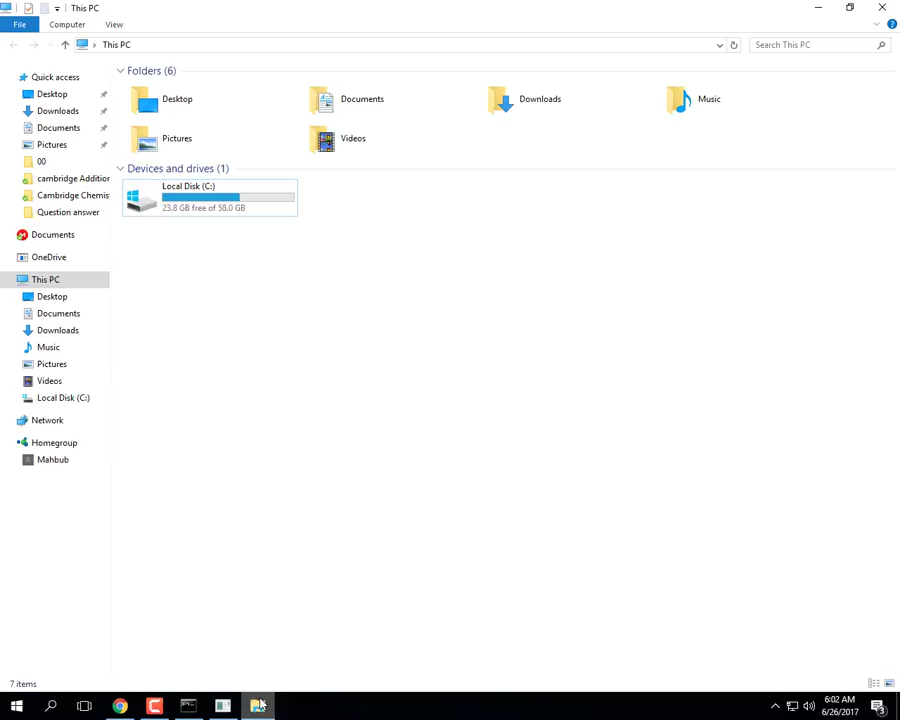 This PC
File
Computer
View
This PC
Search This PC
Quick access
Desktop
Downloads
Documents
Pictures
00
cambridge Addition
Cambridge Chemis
Question answer
Documents
OneDrive
This PC
Desktop
Documents
Downloads
Music
Pictures
Videos
Local Disk (C:)
Network
Homegroup
Mahbub
Folders (6)
Desktop
Documents
Downloads
Music
Pictures
Videos
Devices and drives (1)
Local Disk (C:)
23.8 GB free of 58.0 GB
7 items
6:02 AM
6/26/2017
3